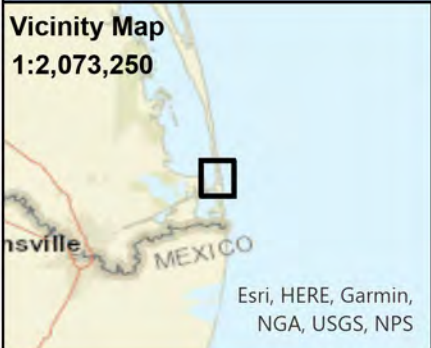 Vicinity Map
1:2,073,250
nsville
MEXICO
Esri, HERE, Garmin,
NGA, USGS, NPS